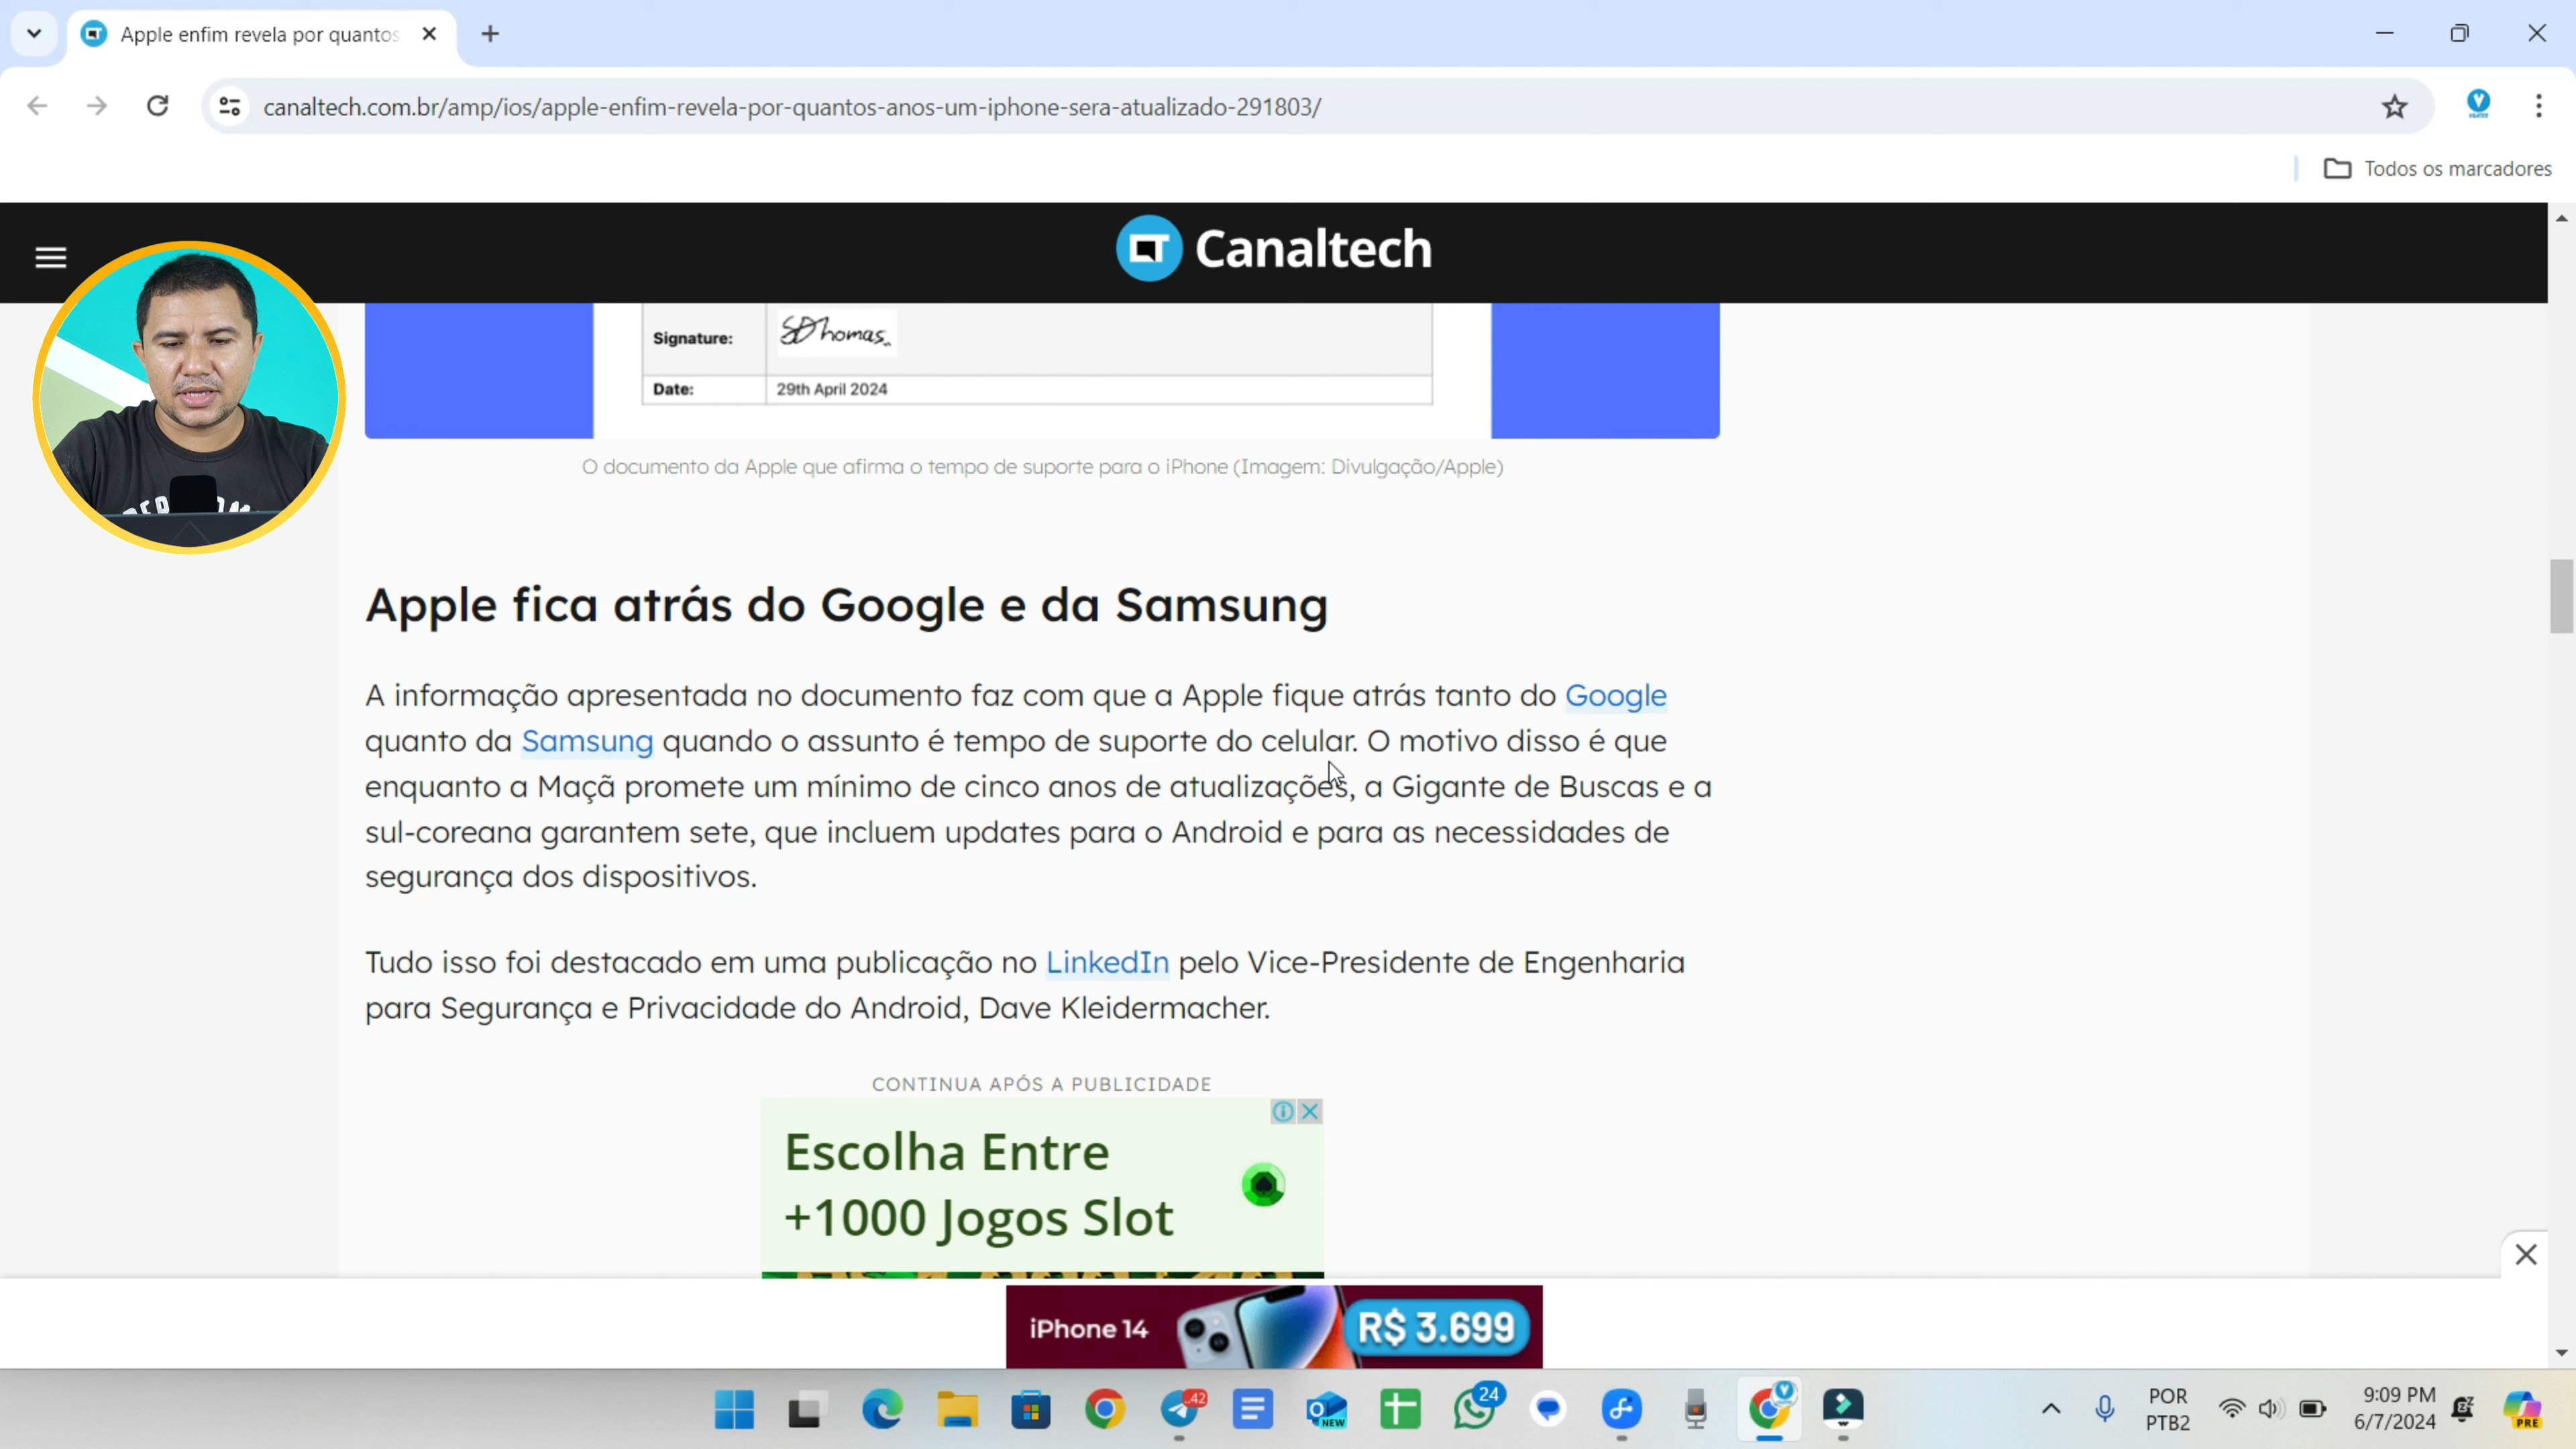 Apple enfim revela por quantos
canaltech.com.br/amp/ios/apple-enfim-revela-por-quantos-anos-um-iphone-sera-atualizado-291803/
Todos os marcadores
Canaltech
Signature: SDThomas
Date: 29th April 2024
O documento da Apple que afirma o tempo de suporte para o iPhone (Imagem: Divulgação/Apple)
Apple fica atrás do Google e da Samsung
A informação apresentada no documento faz com que a Apple fique atrás tanto do Google
quanto da Samsung quando o assunto é tempo de suporte do celular. O motivo disso é que
enquanto a Maçã promete um mínimo de cinco anos de atualizações, a Gigante de Buscas e a
sul-coreana garantem sete, que incluem updates para o Android e para as necessidades de
segurança dos dispositivos.
Tudo isso foi destacado em uma publicação no LinkedIn pelo Vice-Presidente de Engenharia
para Segurança e Privacidade do Android, Dave Kleidermacher.
CONTINUA APÓS A PUBLICIDADE
Escolha Entre
+1000 Jogos Slot
iPhone 14 R$ 3.699
..42
NEW
24
POR
PTB2
9:09 PM
6/7/2024
PRE